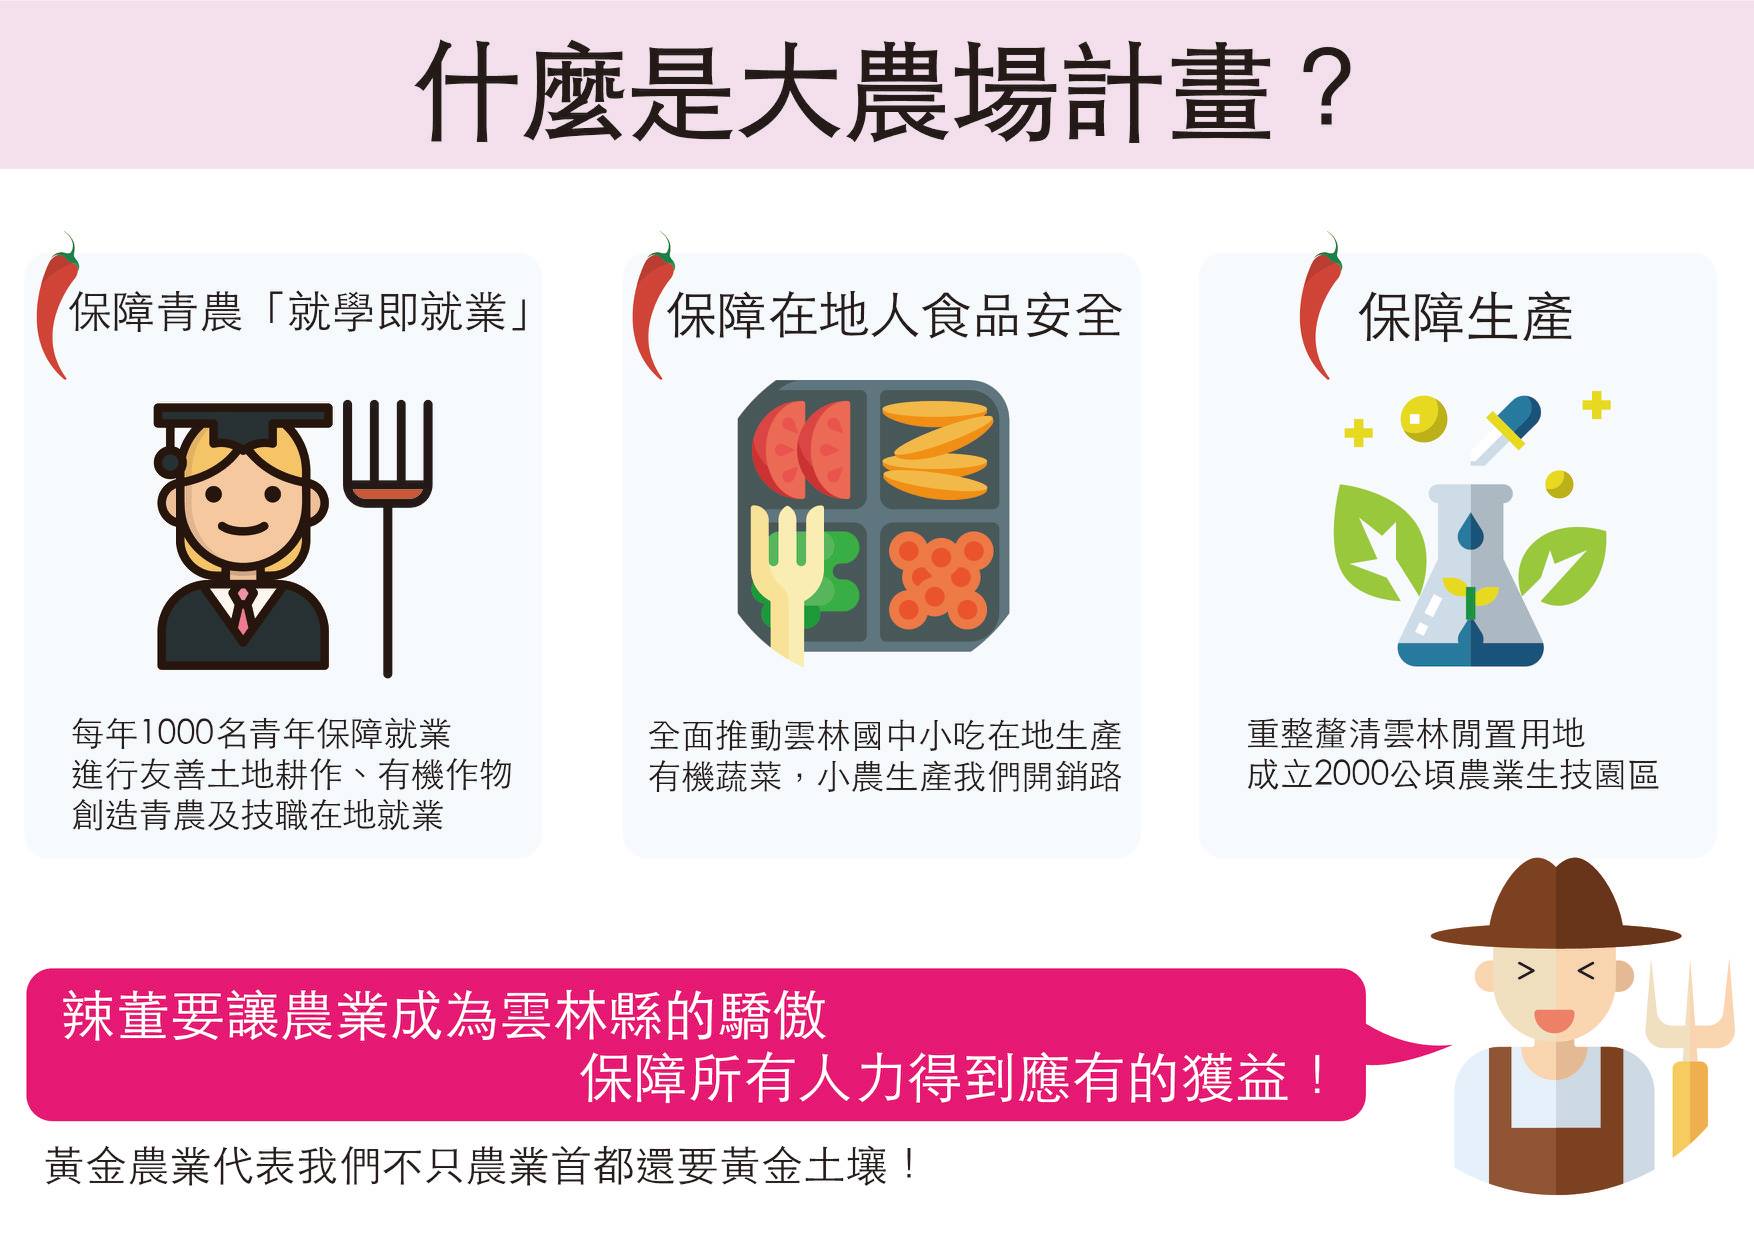 什麼是大農場計畫？
保障青農「就學即就業」
每年1000名青年保障就業
進行友善土地耕作、有機作物
創造青農及技職在地就業
保障在地人食品安全
全面推動雲林國中小吃在地生產
有機蔬菜，小農生產我們開銷路
保障生產
重整釐清雲林閒置用地
成立2000公頃農業生技園區
辣董要讓農業成為雲林縣的驕傲
保障所有人力得到應有的獲益！
黃金農業代表我們不只農業首都還要黃金土壤！